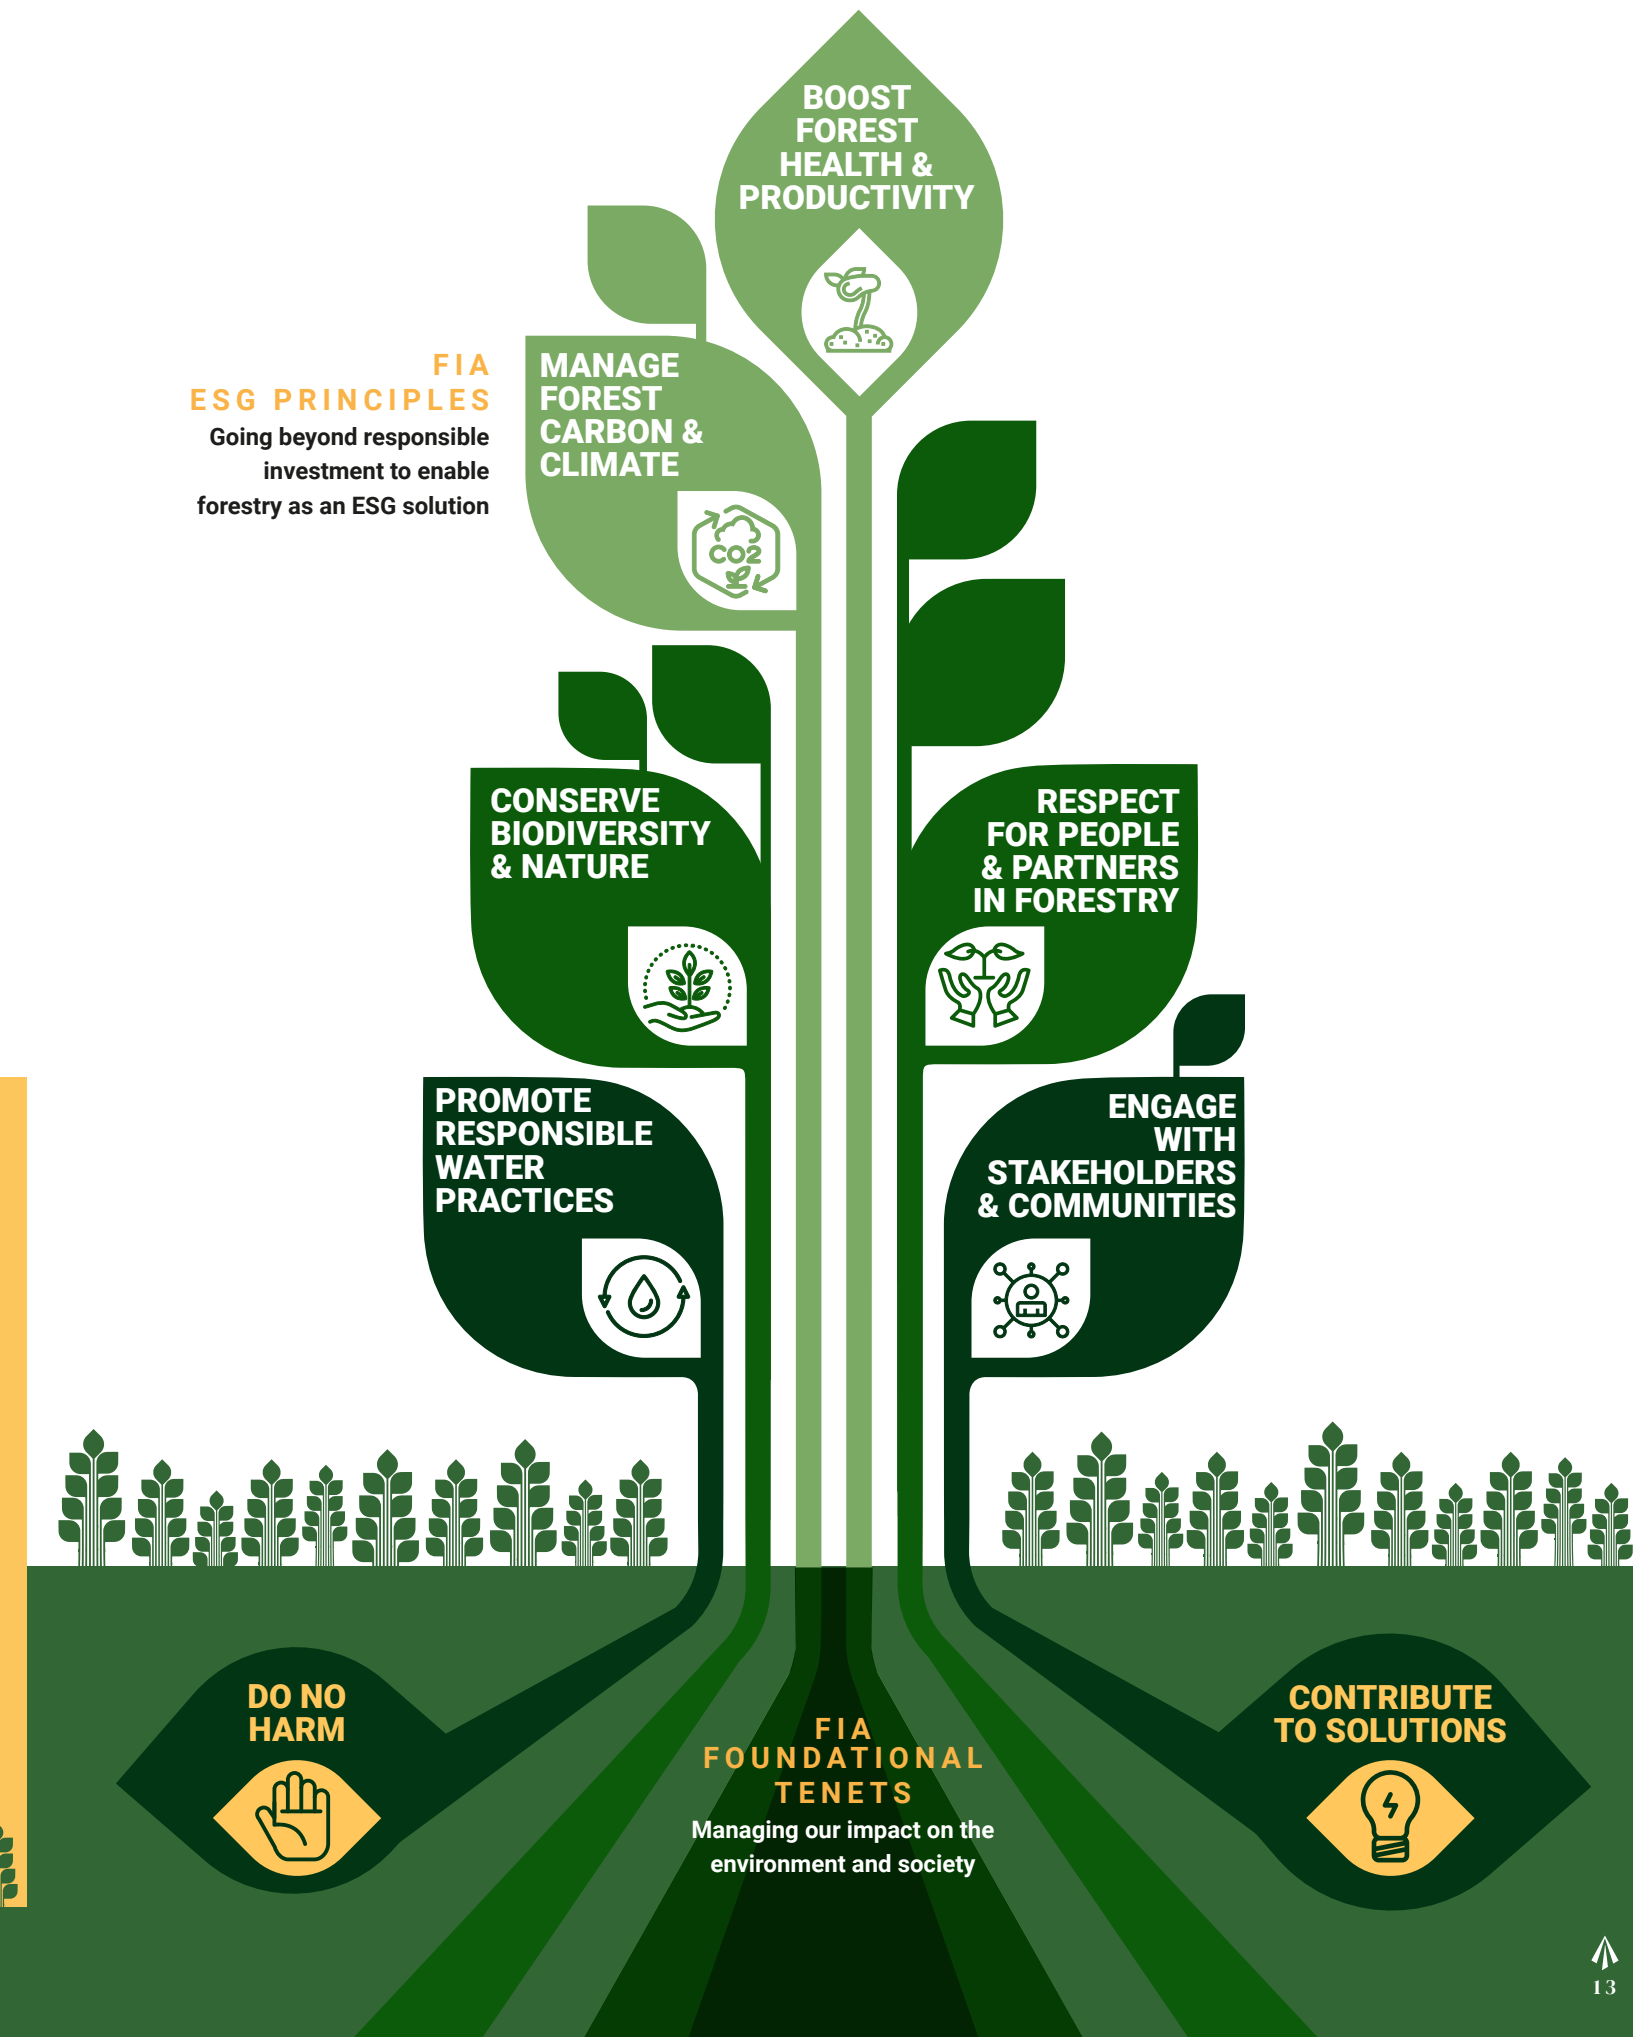 BOOST
FOREST
HEALTH &
PRODUCTIVITY
FIA
ESG PRINCIPLES
Going beyond responsible
investment to enable
forestry as an ESG solution
MANAGE
FOREST
CARBON &
CLIMATE
CO2
CONSERVE
BIODIVERSITY
& NATURE
RESPECT
FOR PEOPLE
& PARTNERS
IN FORESTRY
PROMOTE
RESPONSIBLE
WATER
PRACTICES
ENGAGE
WITH
STAKEHOLDERS
& COMMUNITIES
DO NO
HARM
FIA
FOUNDATIONAL
TENETS
Managing our impact on the
environment and society
CONTRIBUTE
TO SOLUTIONS
13